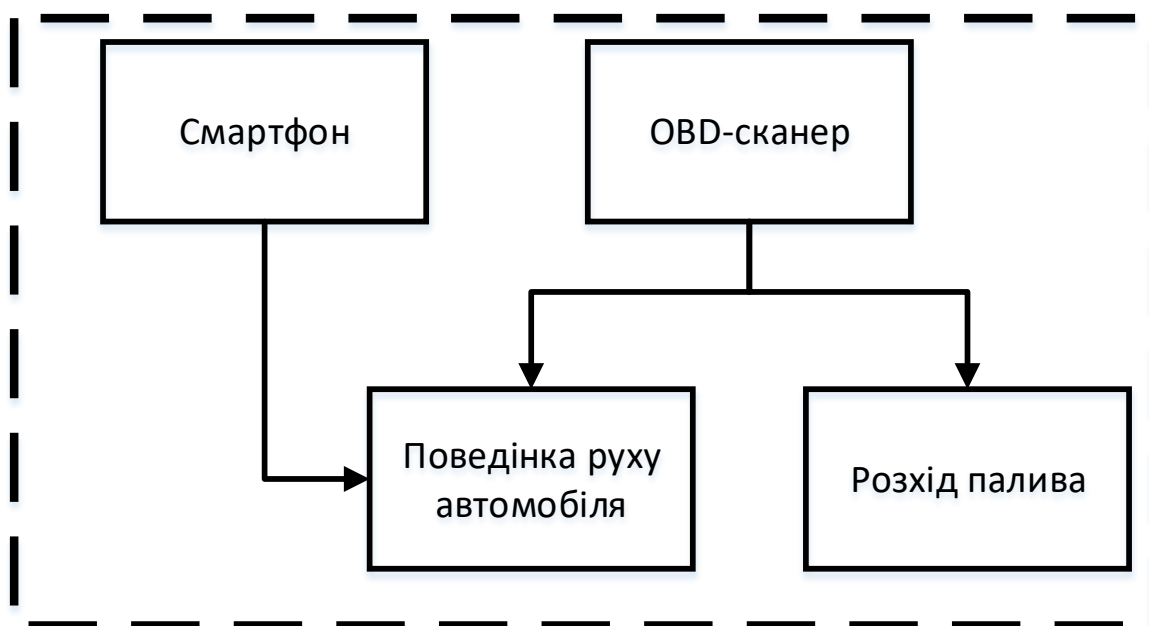 Смартфон
OBD-сканер
Поведінка руху
автомобіля
Розхід палива